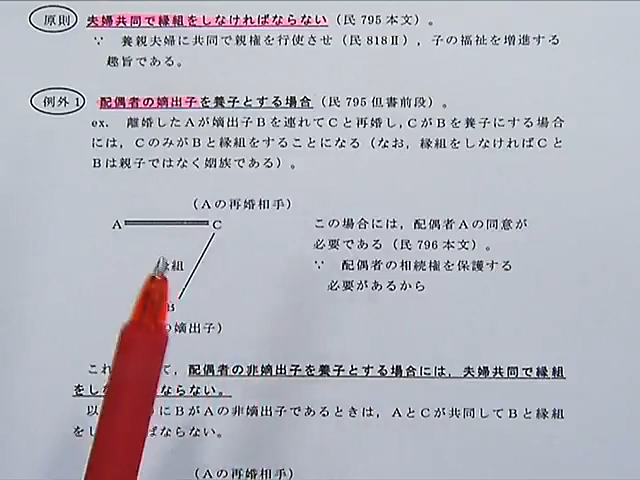 原則 夫婦共同で縁組をしなければならない（民795本文）。
∵ 養親夫婦に共同で親権を行使させ（民818Ⅱ），子の福祉を増進する
趣旨である。
例外1 配偶者の嫡出子を養子とする場合（民795但書前段）。
ex. 離婚したAが嫡出子Bを連れてCと再婚し，CがBを養子にする場合
には，CのみがBと縁組をすることになる（なお，縁組をしなければCと
Bは親子ではなく姻族である）。
（Aの再婚相手）
A C
この場合には，配偶者Aの同意が
必要である（民796本文）。
組
∵ 配偶者の相続権を保護する
必要があるから
B
の嫡出子）
これ て，配偶者の非嫡出子を養子とする場合には，夫婦共同で縁組
をし ならない。
以 にBがAの非嫡出子であるときは，AとCが共同してBと縁組
をし ばならない。
（Aの再婚相手）